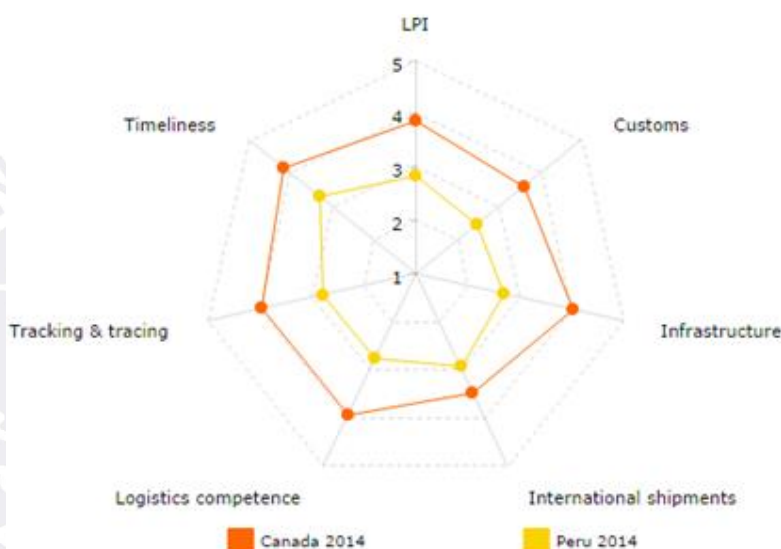 LPI
5
Timeliness
Customs
4
3
2
1
Tracking & tracing
Infrastructure
Logistics competence
International shipments
Canada 2014
Peru 2014